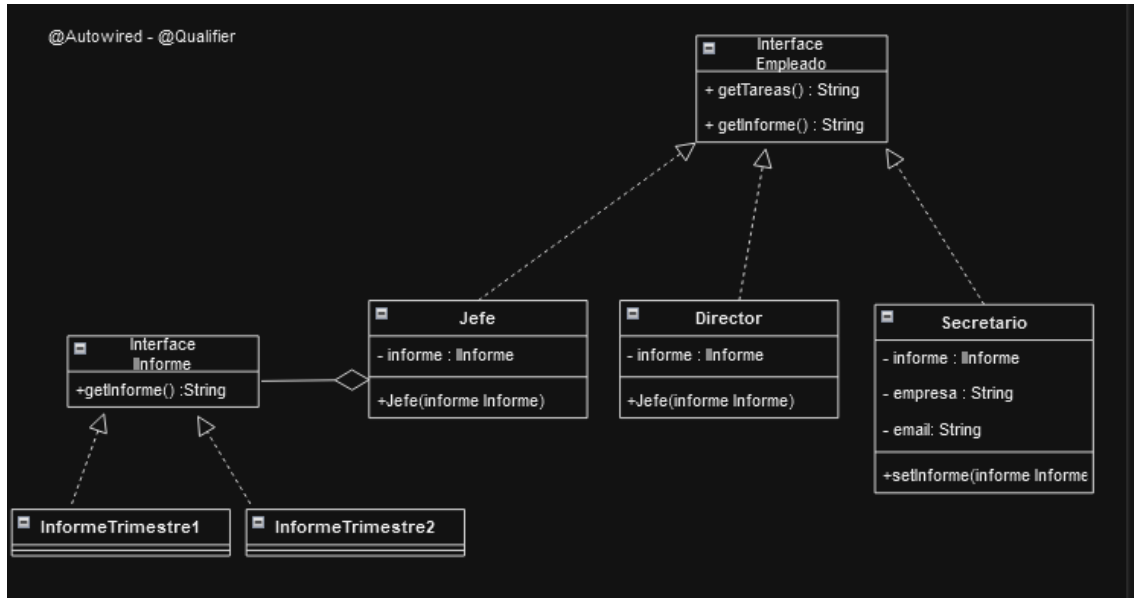 @Autowired - @Qualifier
Interface
Empleado
+ getTareas() : String
+ getInforme() : String
Jefe
- informe : IInforme
+Jefe(informe Informe)
Director
- informe : IInforme
+Jefe(informe Informe)
Secretario
- informe : IInforme
- empresa : String
- email: String
+setInforme(informe Informe
Interface
IInforme
+getInforme() :String
InformeTrimestre1
InformeTrimestre2